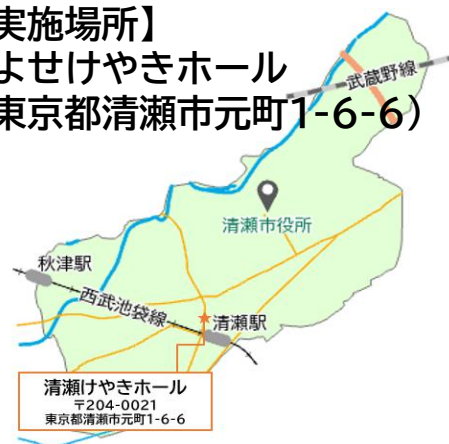 実施場所】
よせけやきホール
東京都清瀬市元町1-6-6）
武蔵野線
清瀬市役所
秋津駅
西武池袋線
清瀬駅
清瀬けやきホール
〒204-0021
東京都清瀬市元町1-6-6